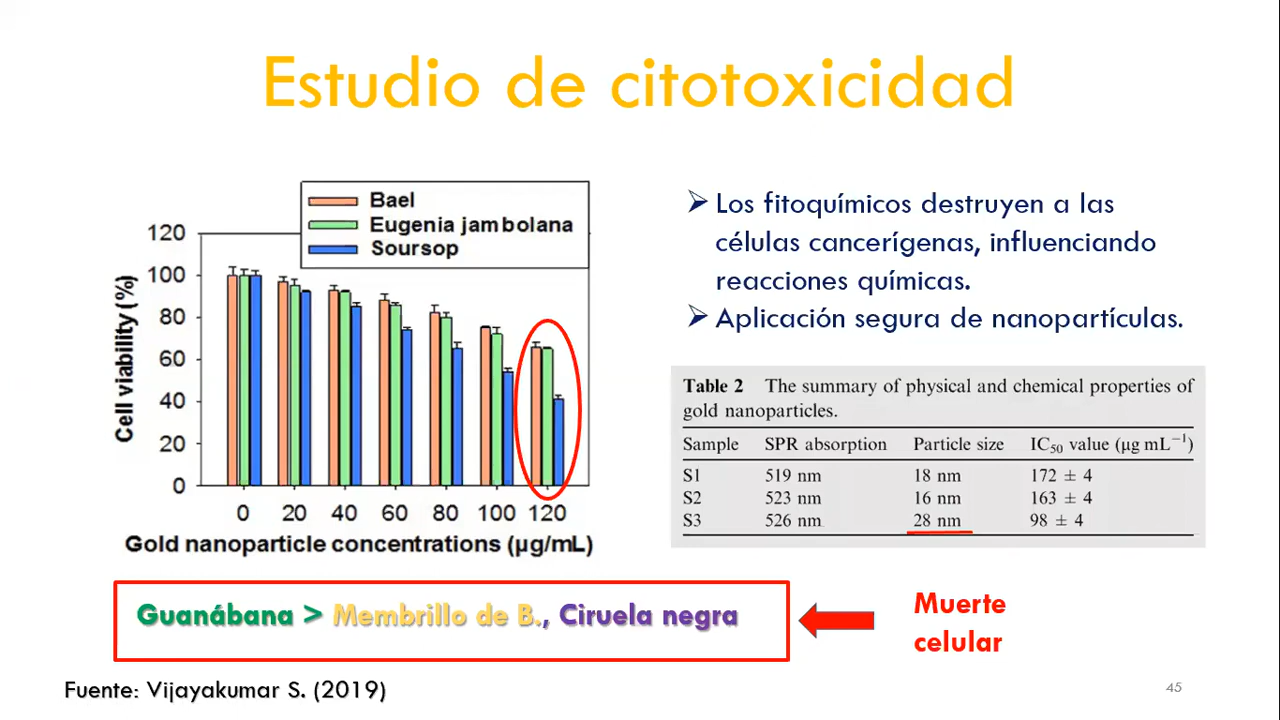 Estudio de citotoxicidad
Bael
Eugenia jambolana
Soursop
120
100
80
60
40
20
0
Cell viability (%)
0 20 40 60 80 100 120
Gold nanoparticle concentrations (µg/mL)
➢ Los fitoquímicos destruyen a las
células cancerígenas, influenciando
reacciones químicas.
➢ Aplicación segura de nanopartículas.
Table 2 The summary of physical and chemical properties of
gold nanoparticles.
Sample SPR absorption Particle size IC50 value (µg mL−1)
S1 519 nm 18 nm 172 ± 4
S2 523 nm 16 nm 163 ± 4
S3 526 nm 28 nm 98 ± 4
Guanábana > Membrillo de B., Ciruela negra
Muerte
celular
Fuente: Vijayakumar S. (2019)
45